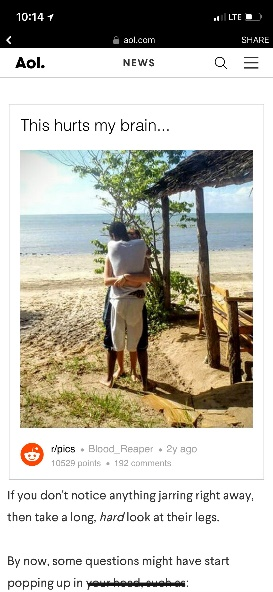 10:14
LTE
aol.com
SHARE
Aol.
NEWS
This hurts my brain...
r/pics • Blood_Reaper • 2y ago
10529 points • 192 comments
If you don't notice anything jarring right away,
then take a long, hard look at their legs.
By now, some questions might have start
popping up in your head, such as: